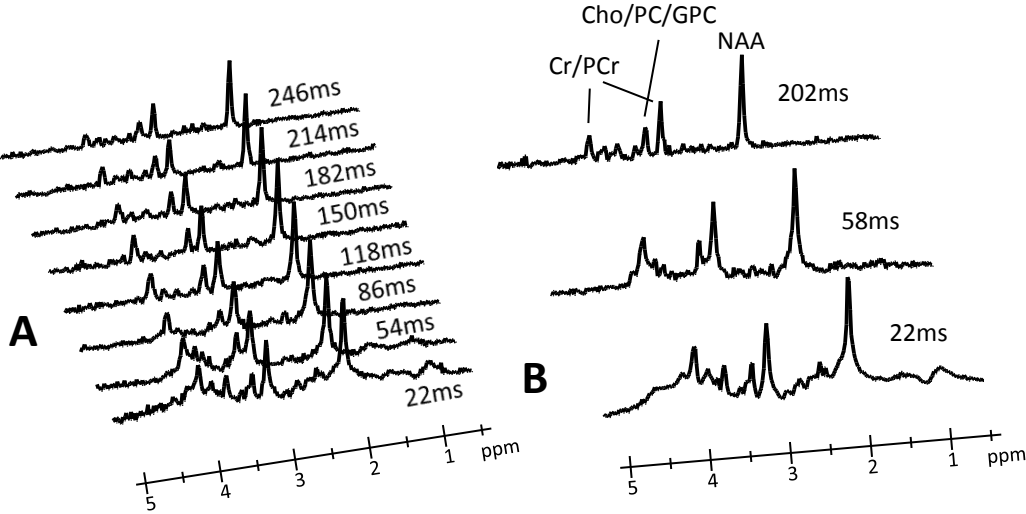 Cho/PC/GPC
NAA
Cr/PCr
246ms
202ms
214ms
182ms
150ms
58ms
118ms
86ms
A
54ms
22ms
B
22ms
5 4 3 2 1 ppm
5 4 3 2 1 ppm